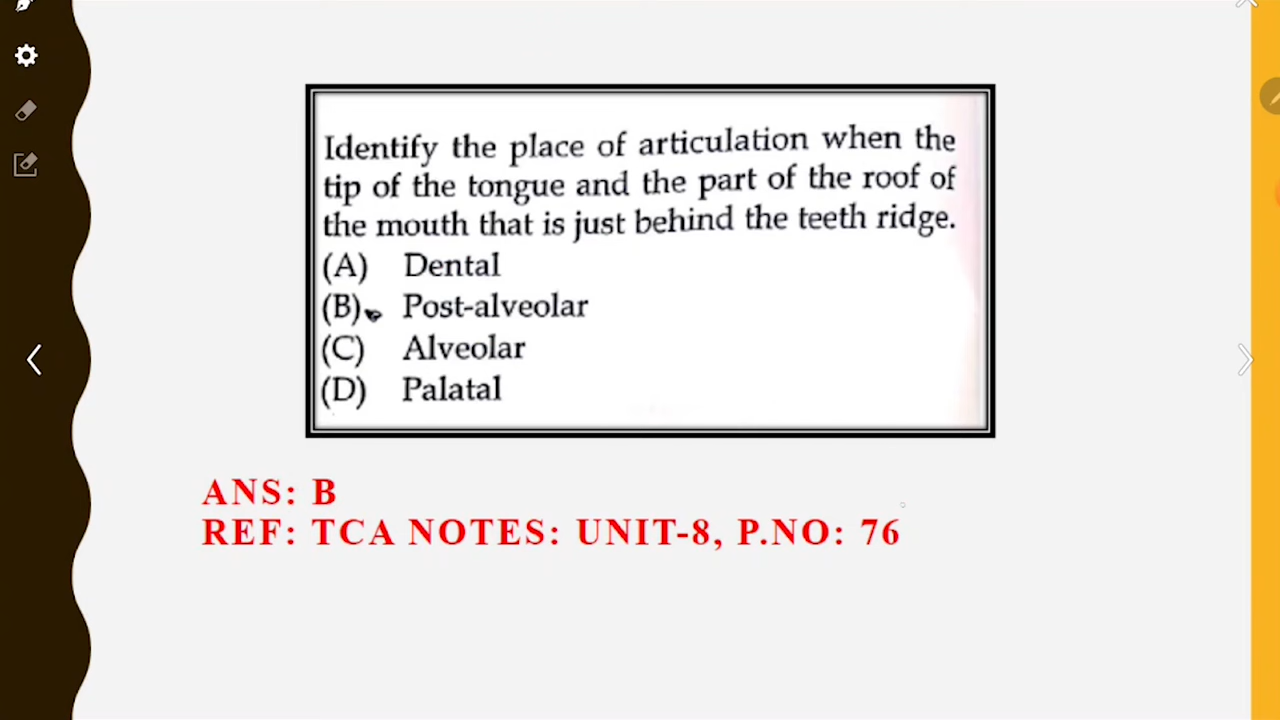 Identify the place of articulation when the
tip of the tongue and the part of the roof of
the mouth that is just behind the teeth ridge.
(A) Dental
(B) Post-alveolar
(C) Alveolar
(D) Palatal
ANS: B
REF: TCA NOTES: UNIT-8, P.NO: 76